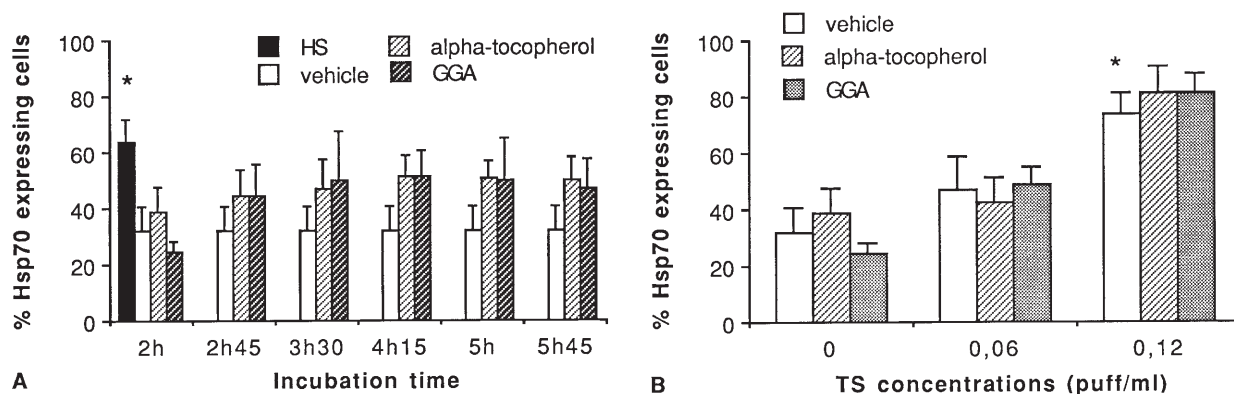 HS
alpha-tocopherol
vehicle
GGA
% Hsp70 expressing cells
100
80
60
40
20
0
*
2h
2h45
3h30
4h15
5h
5h45
Incubation time
A
vehicle
alpha-tocopherol
GGA
% Hsp70 expressing cells
100
80
60
40
20
0
*
0
0,06
0,12
TS concentrations (puff/ml)
B